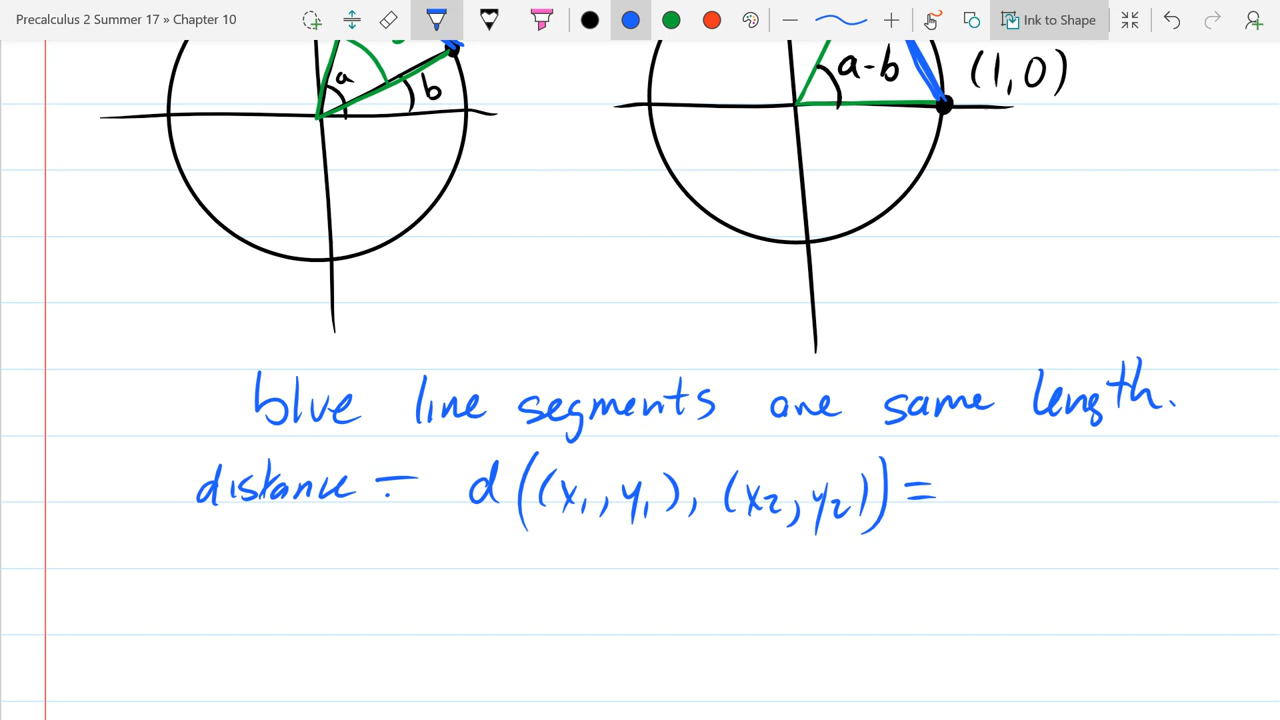 Precalculus 2 Summer 17 » Chapter 10
Ink to Shape
a
b
a-b
(1,0)
blue line segments are same length.
distance = d((x₁,y₁),(x₂,y₂))=